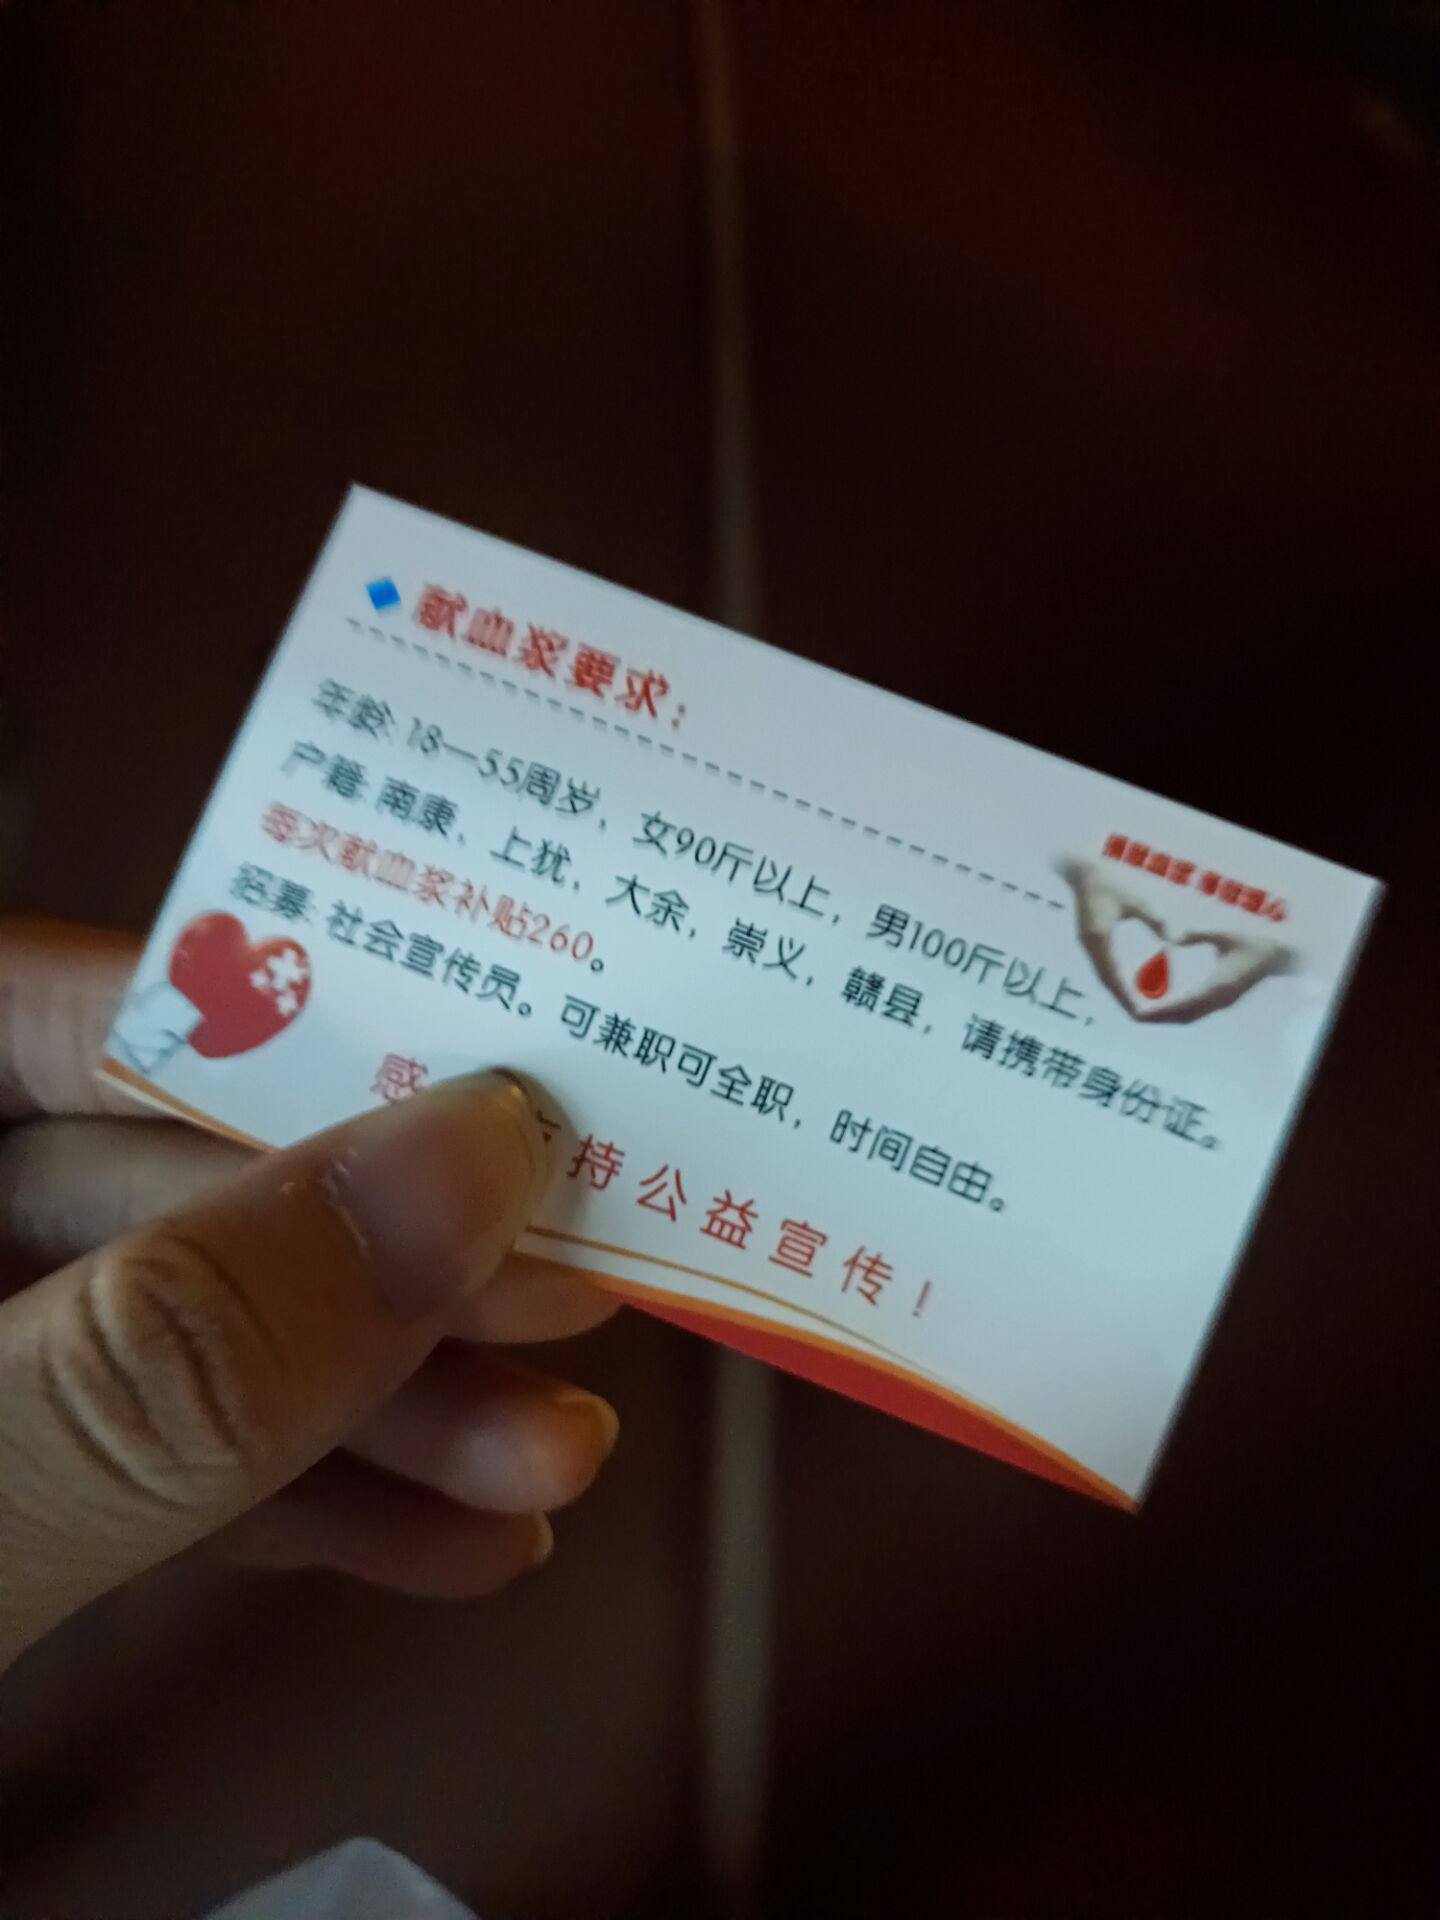 献血浆要求：
年龄: 18—55周岁，女90斤以上，男100斤以上，
户籍: 南康、上犹，大余，崇义，赣县，请携带身份证。
每次献血浆补贴260。
招募: 社会宣传员。可兼职可全职，时间自由。
感 持公益宣传！